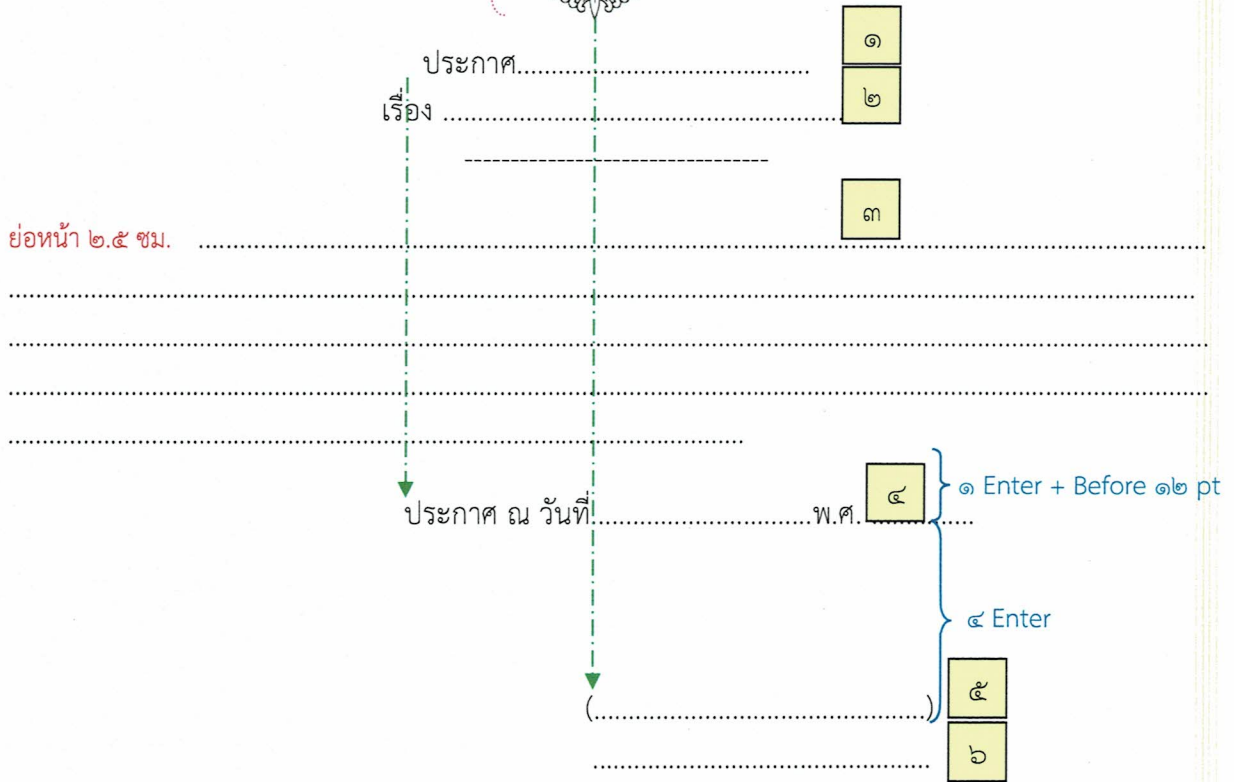 ๑
ประกาศ...................................................
๒
เรื่อง .....................................................................
---------------------------------
๓
ย่อหน้า ๒.๕ ซม. ..............................................................................
..............................................................................
..............................................................................
..............................................................................
..............................................................................
๑ Enter + Before ๑๒ pt
ประกาศ ณ วันที่......................................พ.ศ. ๔ ....................
๔ Enter
(..........................................................) ๕
.......................................................... ๖